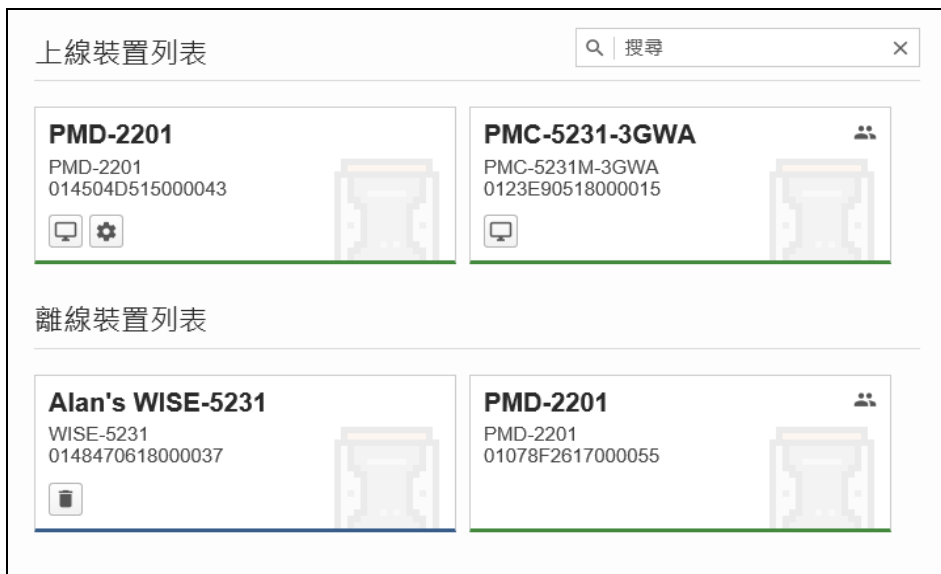 上線裝置列表
搜尋
PMD-2201
PMD-2201
014504D515000043
PMC-5231-3GWA
PMC-5231M-3GWA
0123E90518000015
離線裝置列表
Alan's WISE-5231
WISE-5231
0148470618000037
PMD-2201
PMD-2201
01078F2617000055